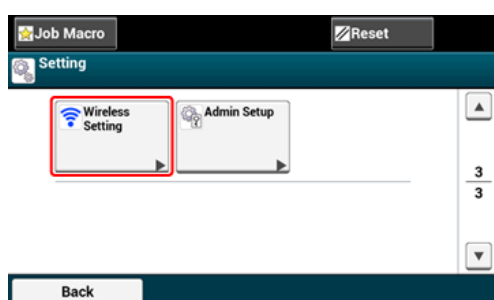 Job Macro
Reset
Setting
Wireless
Setting
Admin Setup
3
3
Back